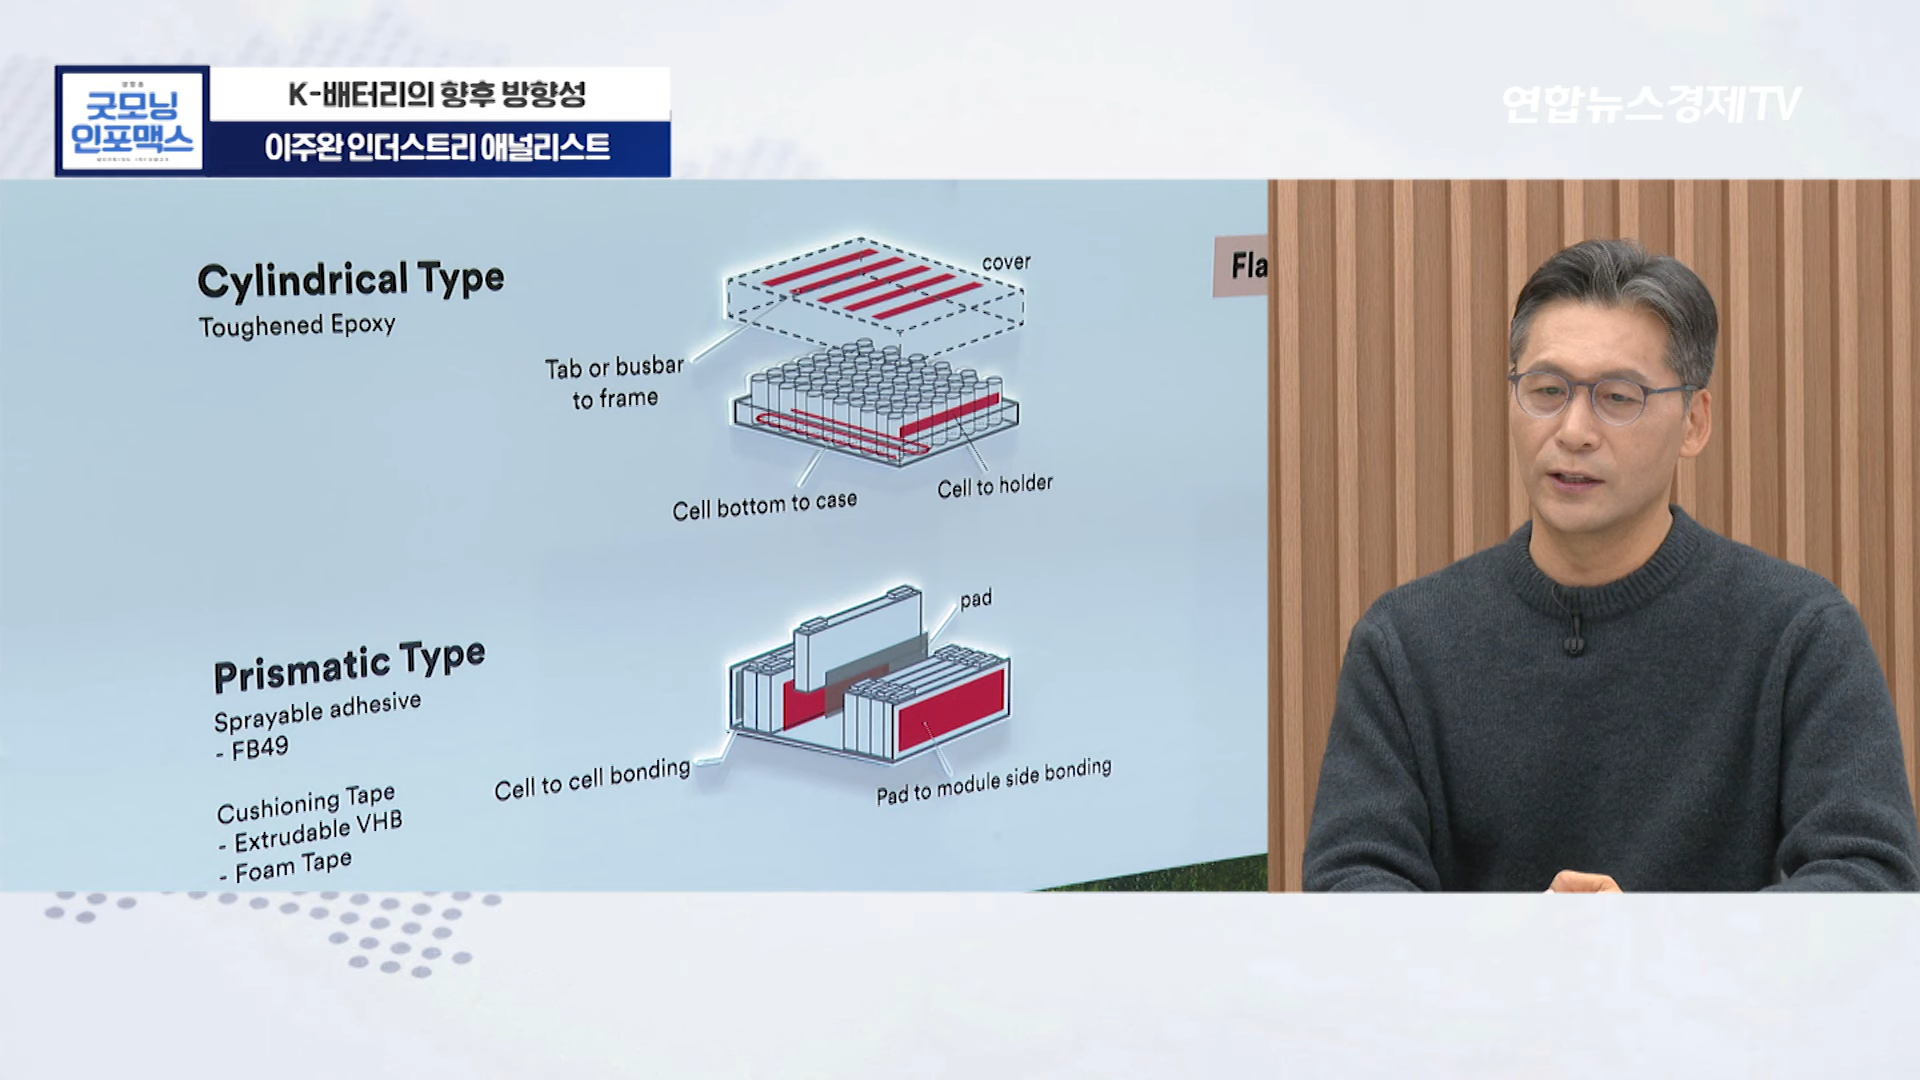 굿모닝
인포맥스
K-배터리의 향후 방향성
이주완 인더스트리 애널리스트
연합뉴스경제TV
Cylindrical Type
Toughened Epoxy
cover
Tab or busbar
to frame
Cell bottom to case
Cell to holder
Fla
Prismatic Type
Sprayable adhesive
- FB49
Cushioning Tape
- Extrudable VHB
- Foam Tape
pad
Cell to cell bonding
Pad to module side bonding